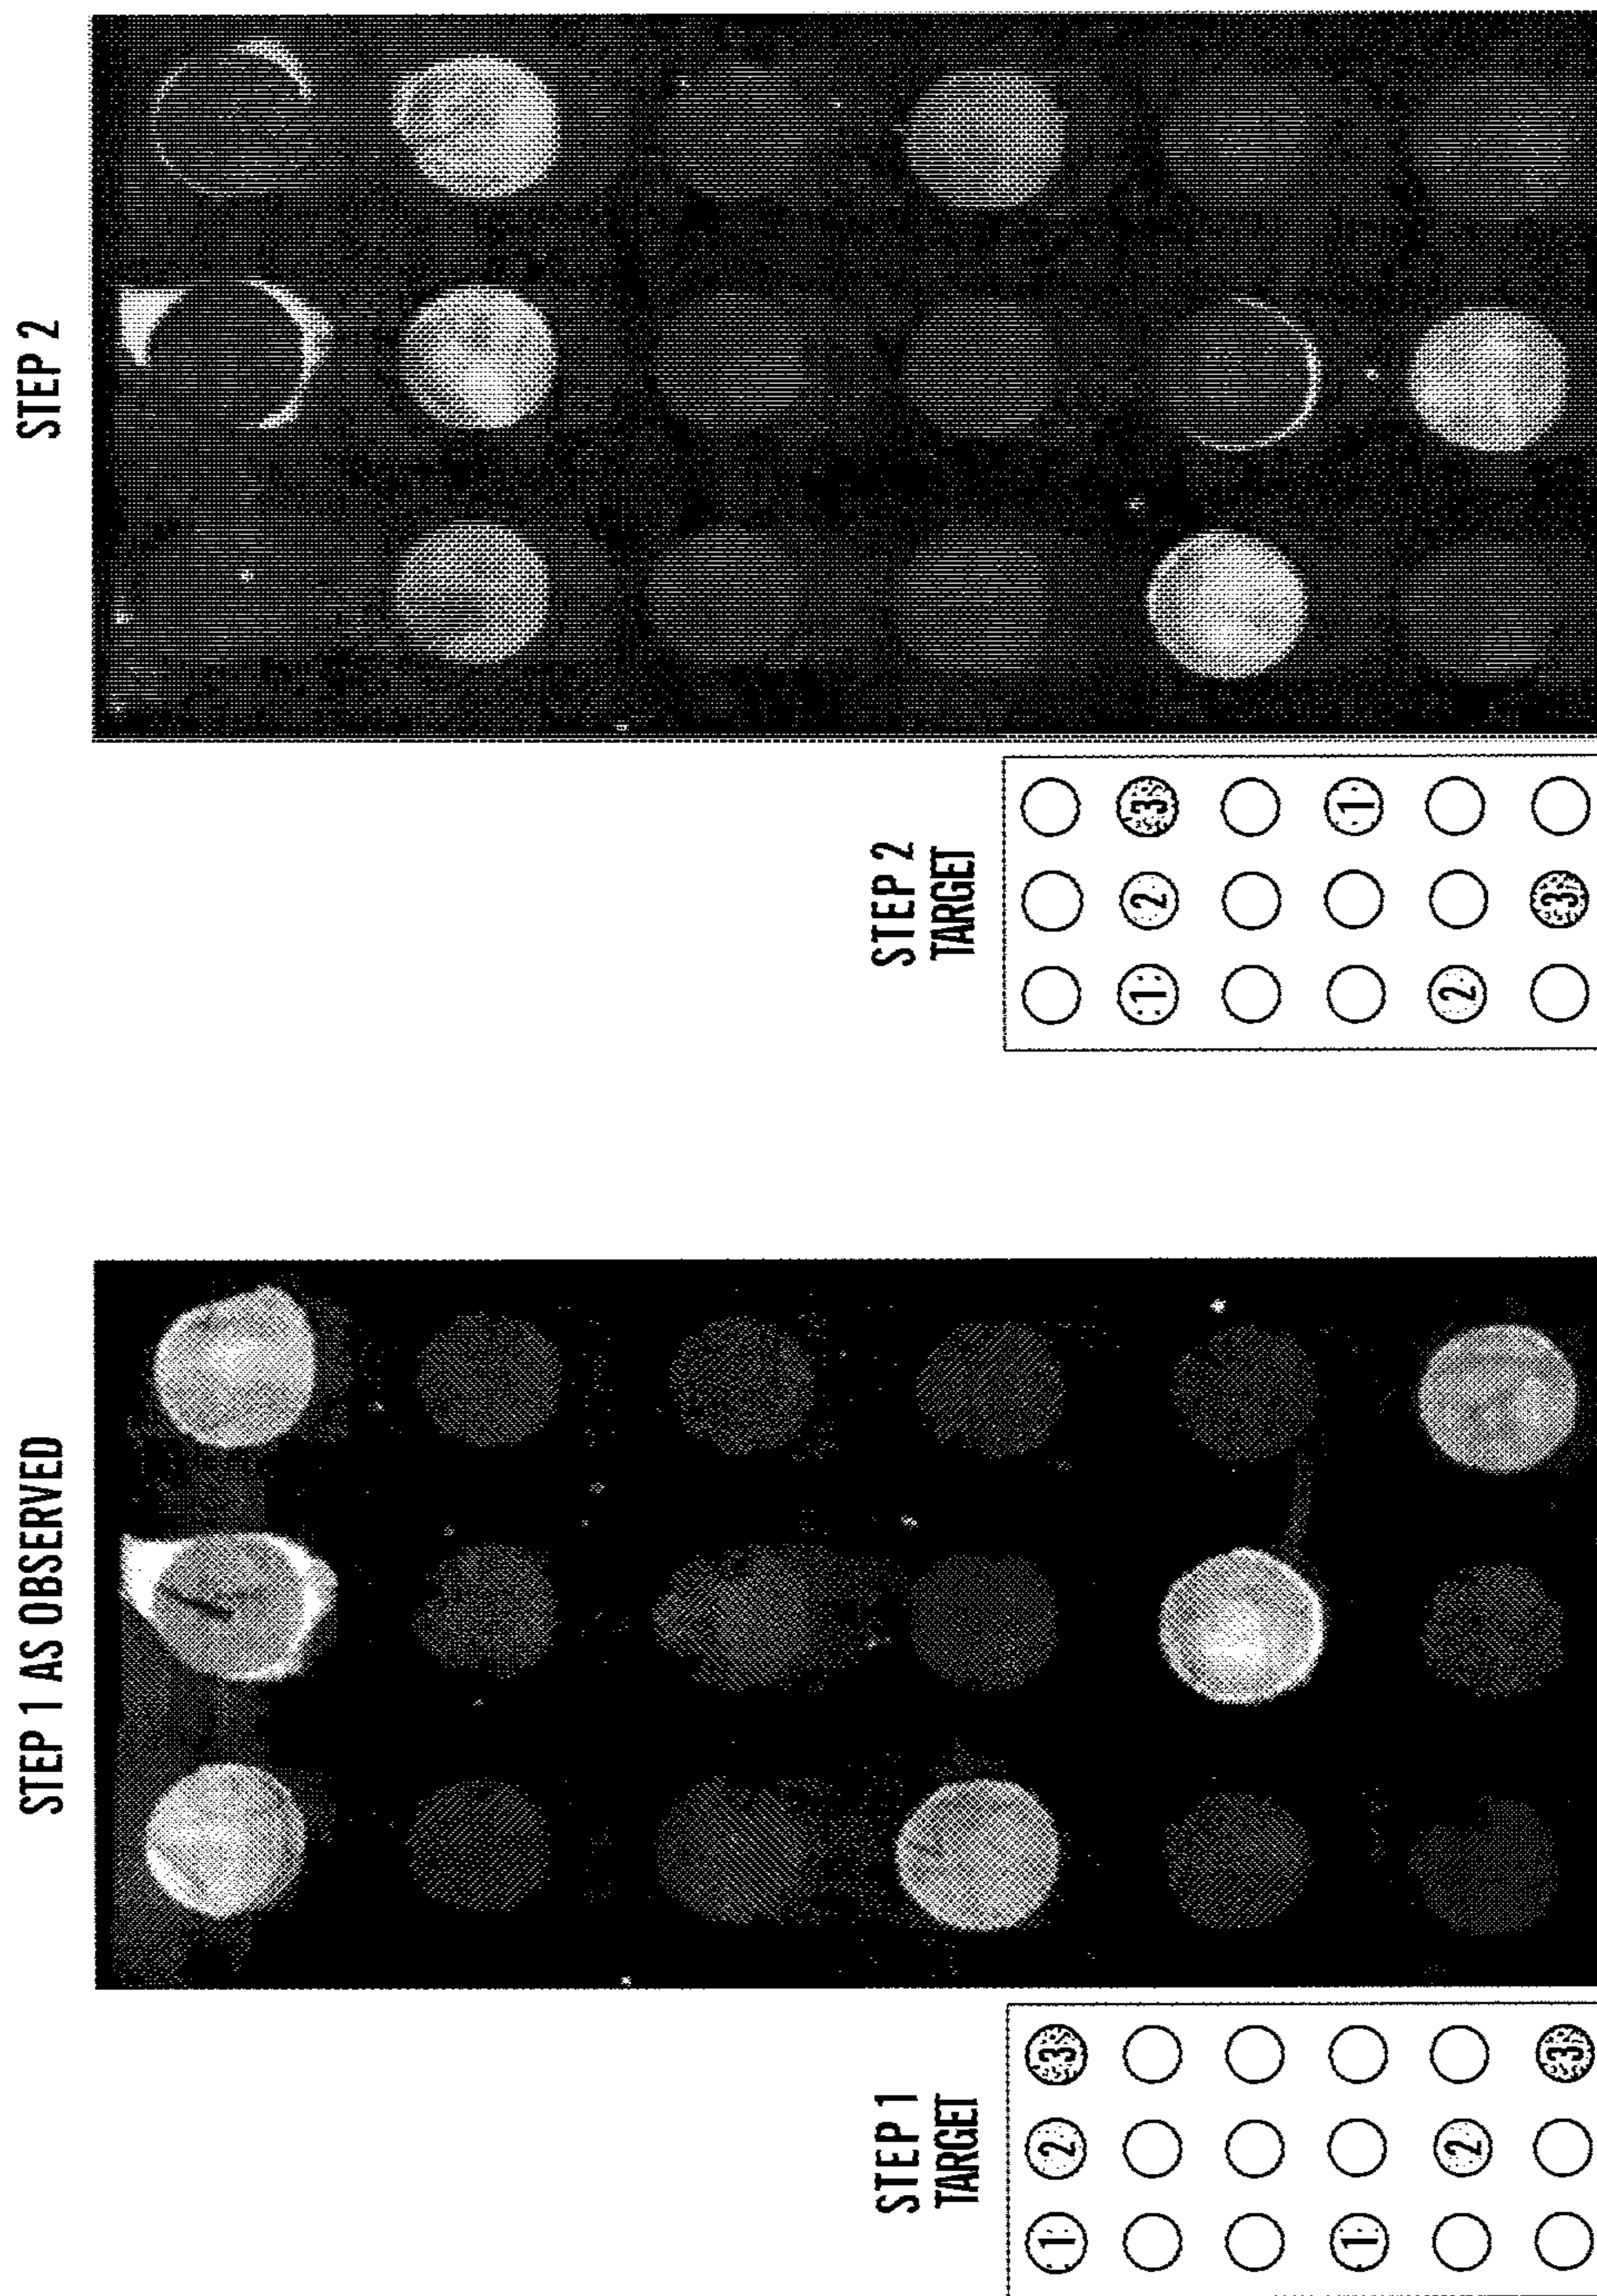 STEP 1 AS OBSERVED
STEP 1
TARGET
1 2 3
1
2
3
STEP 2
STEP 2
TARGET
1 2 3
1
2
3